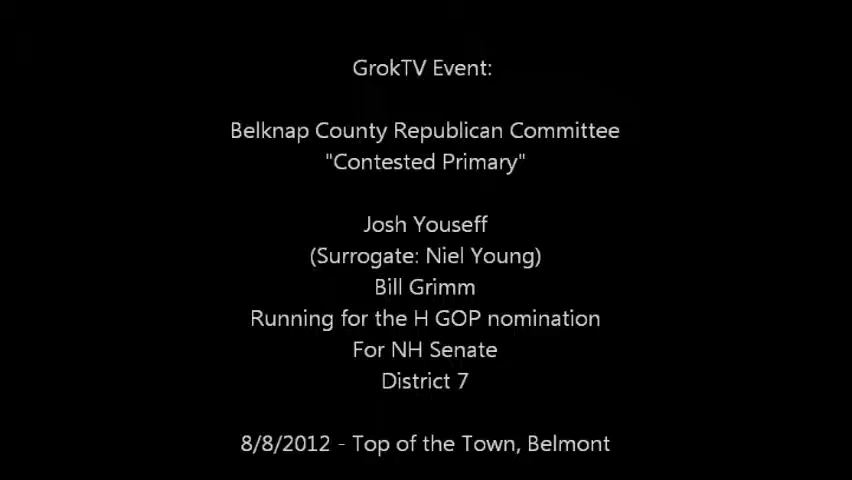 GrokTV Event:
Belknap County Republican Committee
"Contested Primary"
Josh Youseff
(Surrogate: Niel Young)
Bill Grimm
Running for the H GOP nomination
For NH Senate
District 7
8/8/2012 - Top of the Town, Belmont